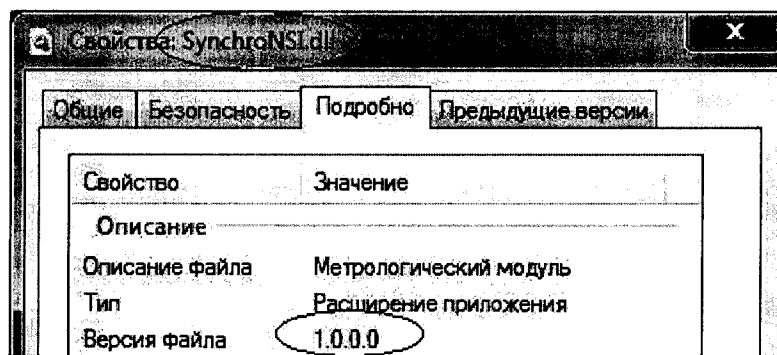 Свойства: SynchroNSI.dll
Общие Безопасность Подробно Предыдущие версии
Свойство Значение
Описание
Описание файла Метрологический модуль
Тип Расширение приложения
Версия файла 1.0.0.0